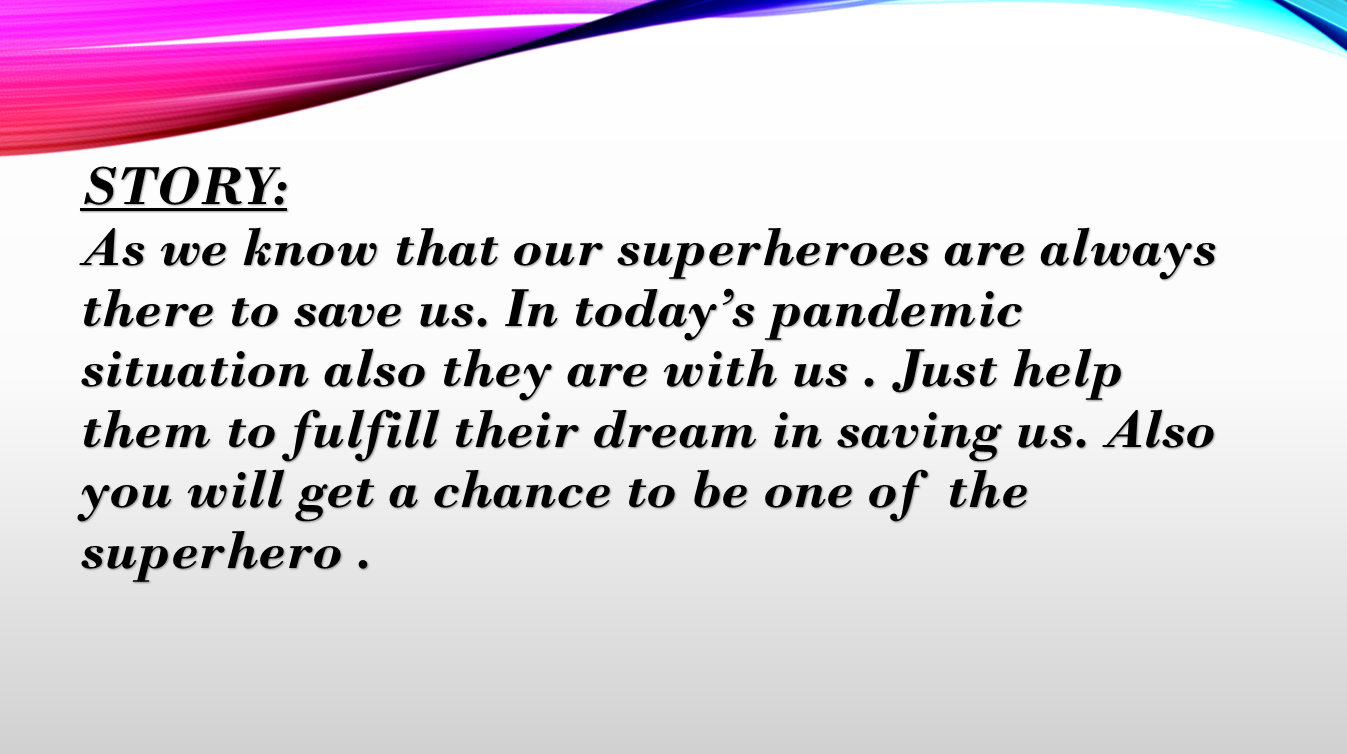 STORY:
As we know that our superheroes are always
there to save us. In today’s pandemic
situation also they are with us . Just help
them to fulfill their dream in saving us. Also
you will get a chance to be one of  the
superhero .